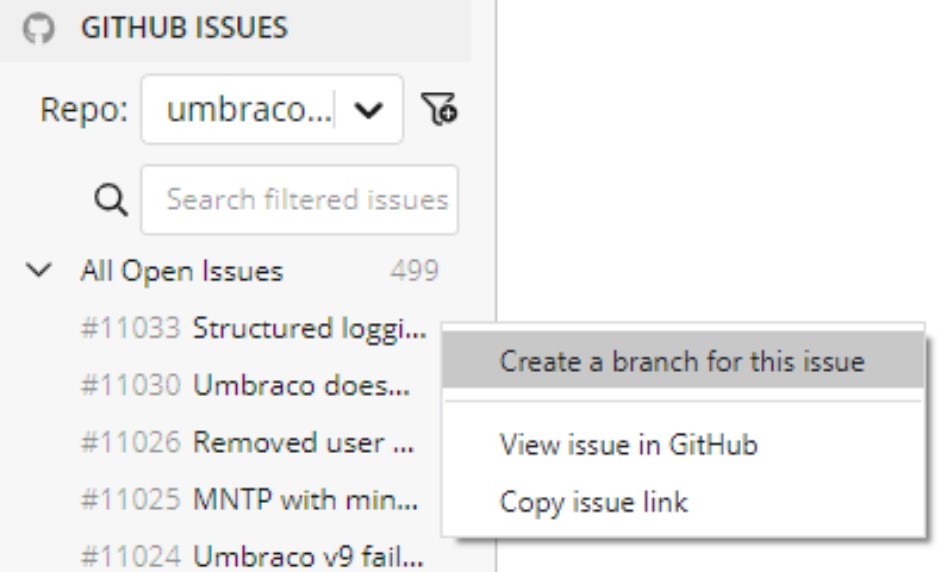 GITHUB ISSUES
Repo: umbraco...
Search filtered issues
All Open Issues 499
#11033 Structured loggi...
#11030 Umbraco does...
#11026 Removed user ...
#11025 MNTP with min...
#11024 Umbraco v9 fail...
Create a branch for this issue
View issue in GitHub
Copy issue link